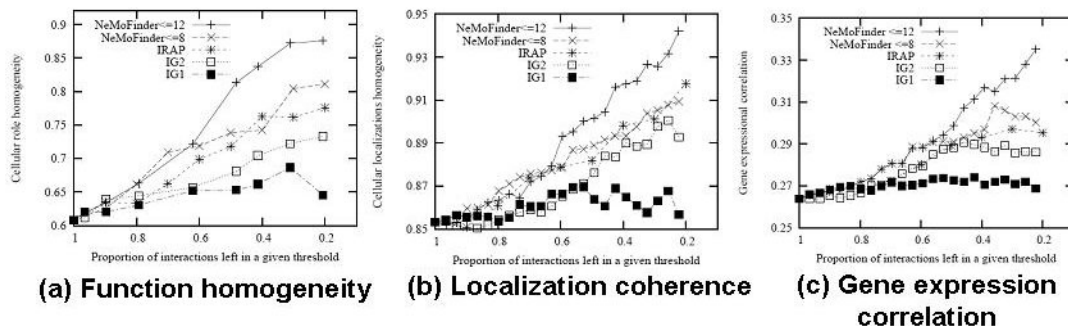 NeMoFinder<=12
NeMoFinder<=8
IRAP
IG2
IG1
Cellular role homogeneity
0.9
0.85
0.8
0.75
0.7
0.65
0.6
1 0.8 0.6 0.4 0.2
Proportion of interactions left in a given threshold
(a) Function homogeneity
NeMoFinder<=12
NeMoFinder<=8
IRAP
IG2
IG1
Cellular localizations homogeneity
0.95
0.93
0.91
0.89
0.87
0.85
1 0.8 0.6 0.4 0.2
Proportion of interactions left in a given threshold
(b) Localization coherence
NeMoFinder<=12
NeMoFinder <=8
IRAP
IG2
IG1
Gene expressional correlation
0.35
0.33
0.31
0.29
0.27
0.25
1 0.8 0.6 0.4 0.20
Proportion of interactions left in a given threshold
(c) Gene expression
correlation